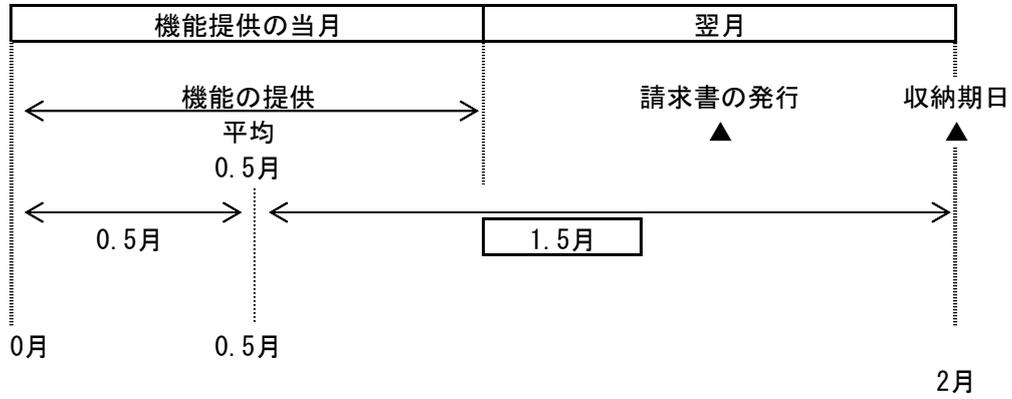 機能提供の当月 翌月
機能の提供 請求書の発行 収納期日
平均 ▲ ▲
0.5月
0.5月 1.5月
0月 0.5月
2月